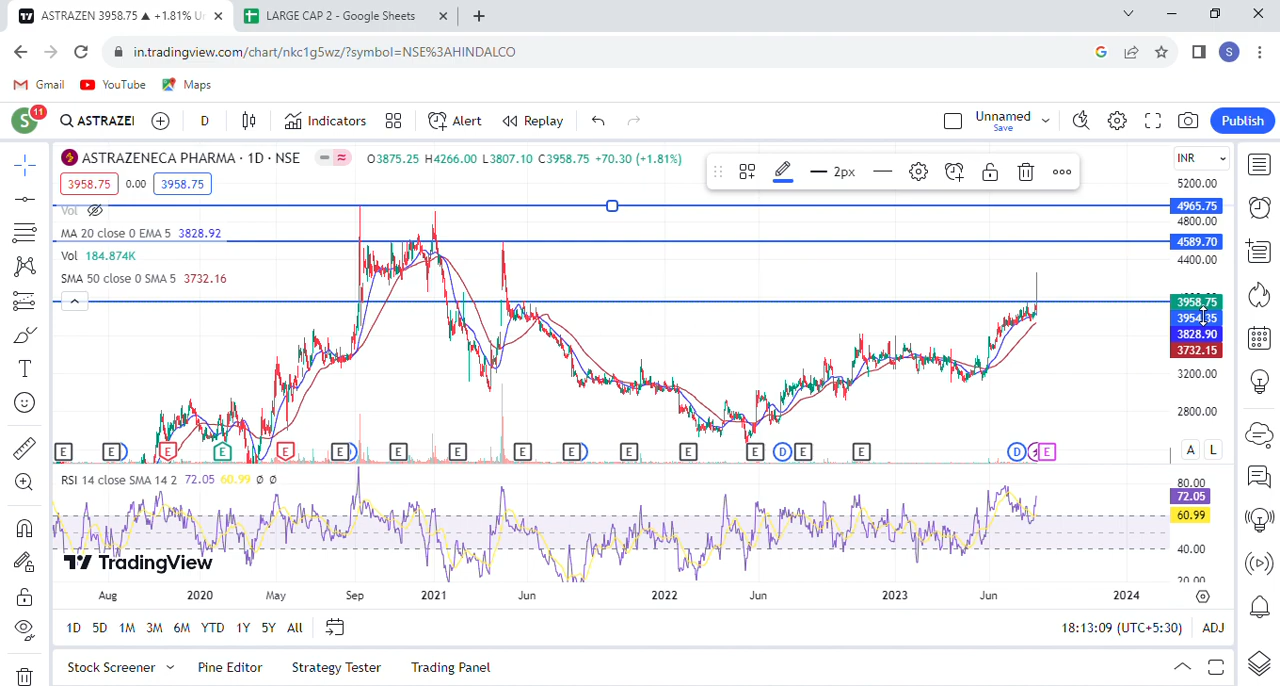 ASTRAZEN 3958.75 ▲ +1.81% U
LARGE CAP 2 - Google Sheets
in.tradingview.com/chart/nkc1g5wz/?symbol=NSE%3AHINDALCO
G
S
Gmail YouTube Maps
S 11 ASTRAZEI D Indicators Alert Replay Unnamed Save Publish
ASTRAZENECA PHARMA · 1D · NSE O3875.25 H4266.00 L3807.10 C3958.75 +70.30 (+1.81%)
2px
INR
3958.75 0.00 3958.75
5200.00
Vol
4965.75
4800.00
MA 20 close 0 EMA 5 3828.92
4589.70
Vol 184.874K
4400.00
SMA 50 close 0 SMA 5 3732.16
3958.75
3954.35
3828.90
3732.15
3200.00
2800.00
E E D E E E E D E E E D E E E D E E D E
A L
RSI 14 close SMA 14 2 72.05 60.99 Ø Ø
80.00
72.05
60.99
40.00
TradingView
20.00
Aug 2020 May Sep 2021 Jun 2022 Jun 2023 Jun 2024
1D 5D 1M 3M 6M YTD 1Y 5Y All
18:13:09 (UTC+5:30) ADJ
Stock Screener Pine Editor Strategy Tester Trading Panel